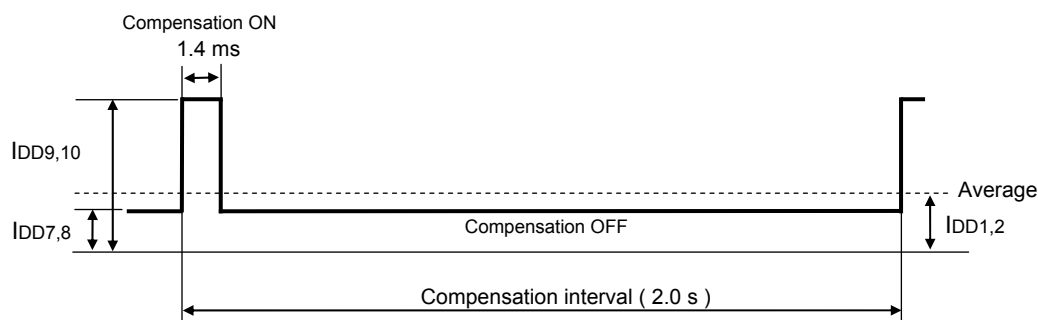 Compensation ON
1.4 ms
IDD9,10
Average
IDD7,8
Compensation OFF
IDD1,2
Compensation interval ( 2.0 s )